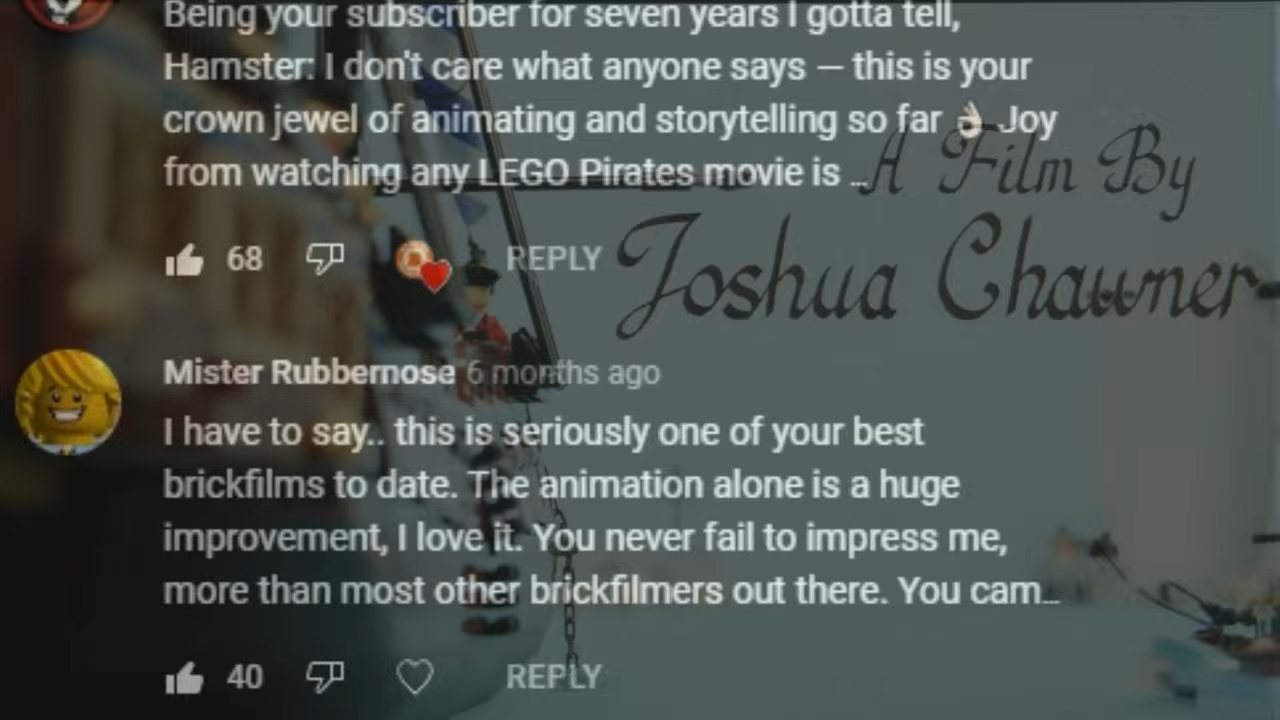 Being your subscriber for seven years I gotta tell,
Hamster: I don't care what anyone says — this is your
crown jewel of animating and storytelling so far 👌 Joy
from watching any LEGO Pirates movie is ...
A Film By
Joshua Chawner
68 REPLY
Mister Rubbernose 6 months ago
I have to say.. this is seriously one of your best
brickfilms to date. The animation alone is a huge
improvement, I love it. You never fail to impress me,
more than most other brickfilmers out there. You cam...
40 REPLY